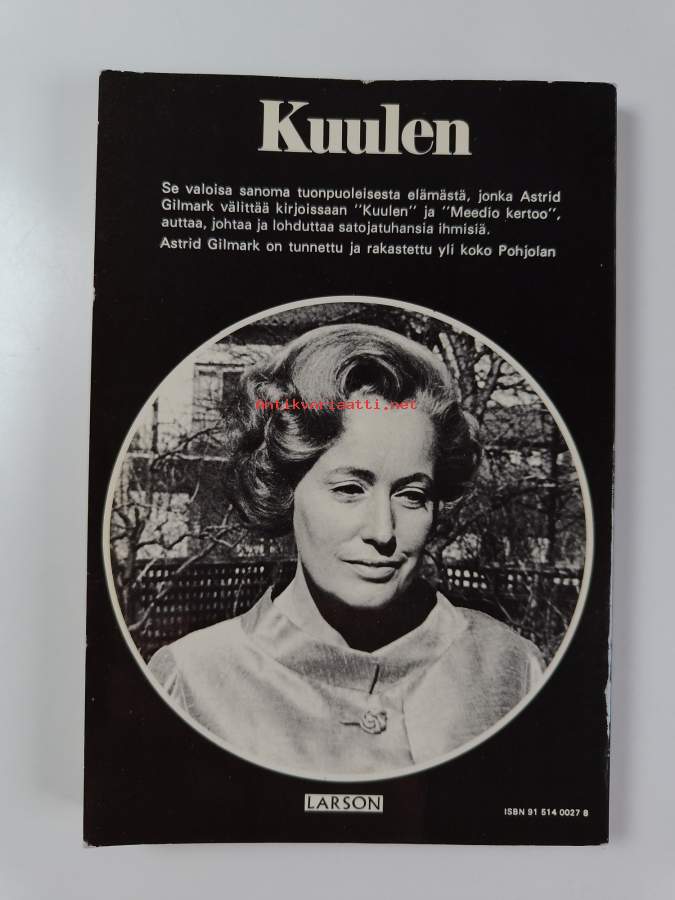 Kuulen
Se valoisa sanoma tuonpuoleisesta elämästä, jonka Astrid
Gilmark välittää kirjoissaan "Kuulen" ja "Meedio kertoo",
auttaa, johtaa ja lohduttaa satojatuhansia ihmisiä.
Astrid Gilmark on tunnettu ja rakastettu yli koko Pohjolan
Antikvariaatti.net
LARSON
ISBN 91 514 0027 8